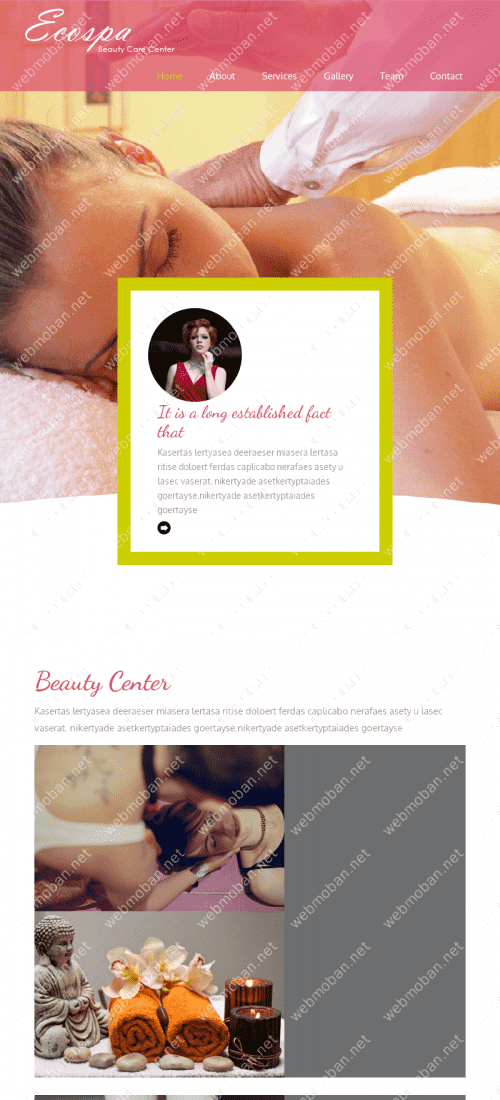 Ecospa
Beauty Care Center
Home About Services Gallery Team Contact
It is a long established fact
that
Kasertas lertyasea deeraeser miasera lertasa
ritise doloert ferdas caplicabo nerafaes asety u
lasec vaserat. nikertyade asetkertyptaiades
goertayse.nikertyade asetkertyptaiades
goertayse
Beauty Center
Kasertas lertyasea deeraeser miasera lertasa ritise doloert ferdas caplicabo nerafaes asety u lasec
vaserat. nikertyade asetkertyptaiades goertayse.nikertyade asetkertyptaiades goertayse
webmoban.net